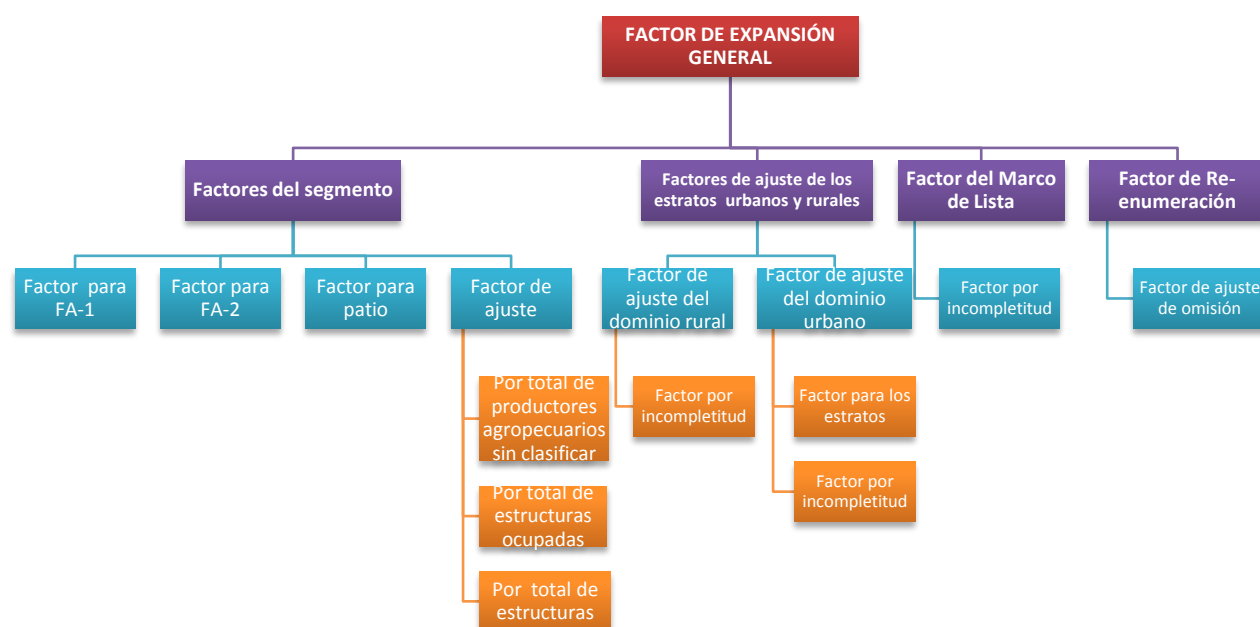 FACTOR DE EXPANSIÓN
GENERAL
Factores del segmento
Factores de ajuste de los
estratos urbanos y rurales
Factor del Marco
de Lista
Factor de Re-
enumeración
Factor para
FA-1
Factor para
FA-2
Factor para
patio
Factor de
ajuste
Factor de
ajuste del
dominio rural
Factor de ajuste
del dominio
urbano
Factor por
incompletitud
Factor de ajuste
de omisión
Por total de
productores
agropecuarios
sin clasificar
Factor por
incompletitud
Factor para los
estratos
Por total de
estructuras
ocupadas
Factor por
incompletitud
Por total de
estructuras